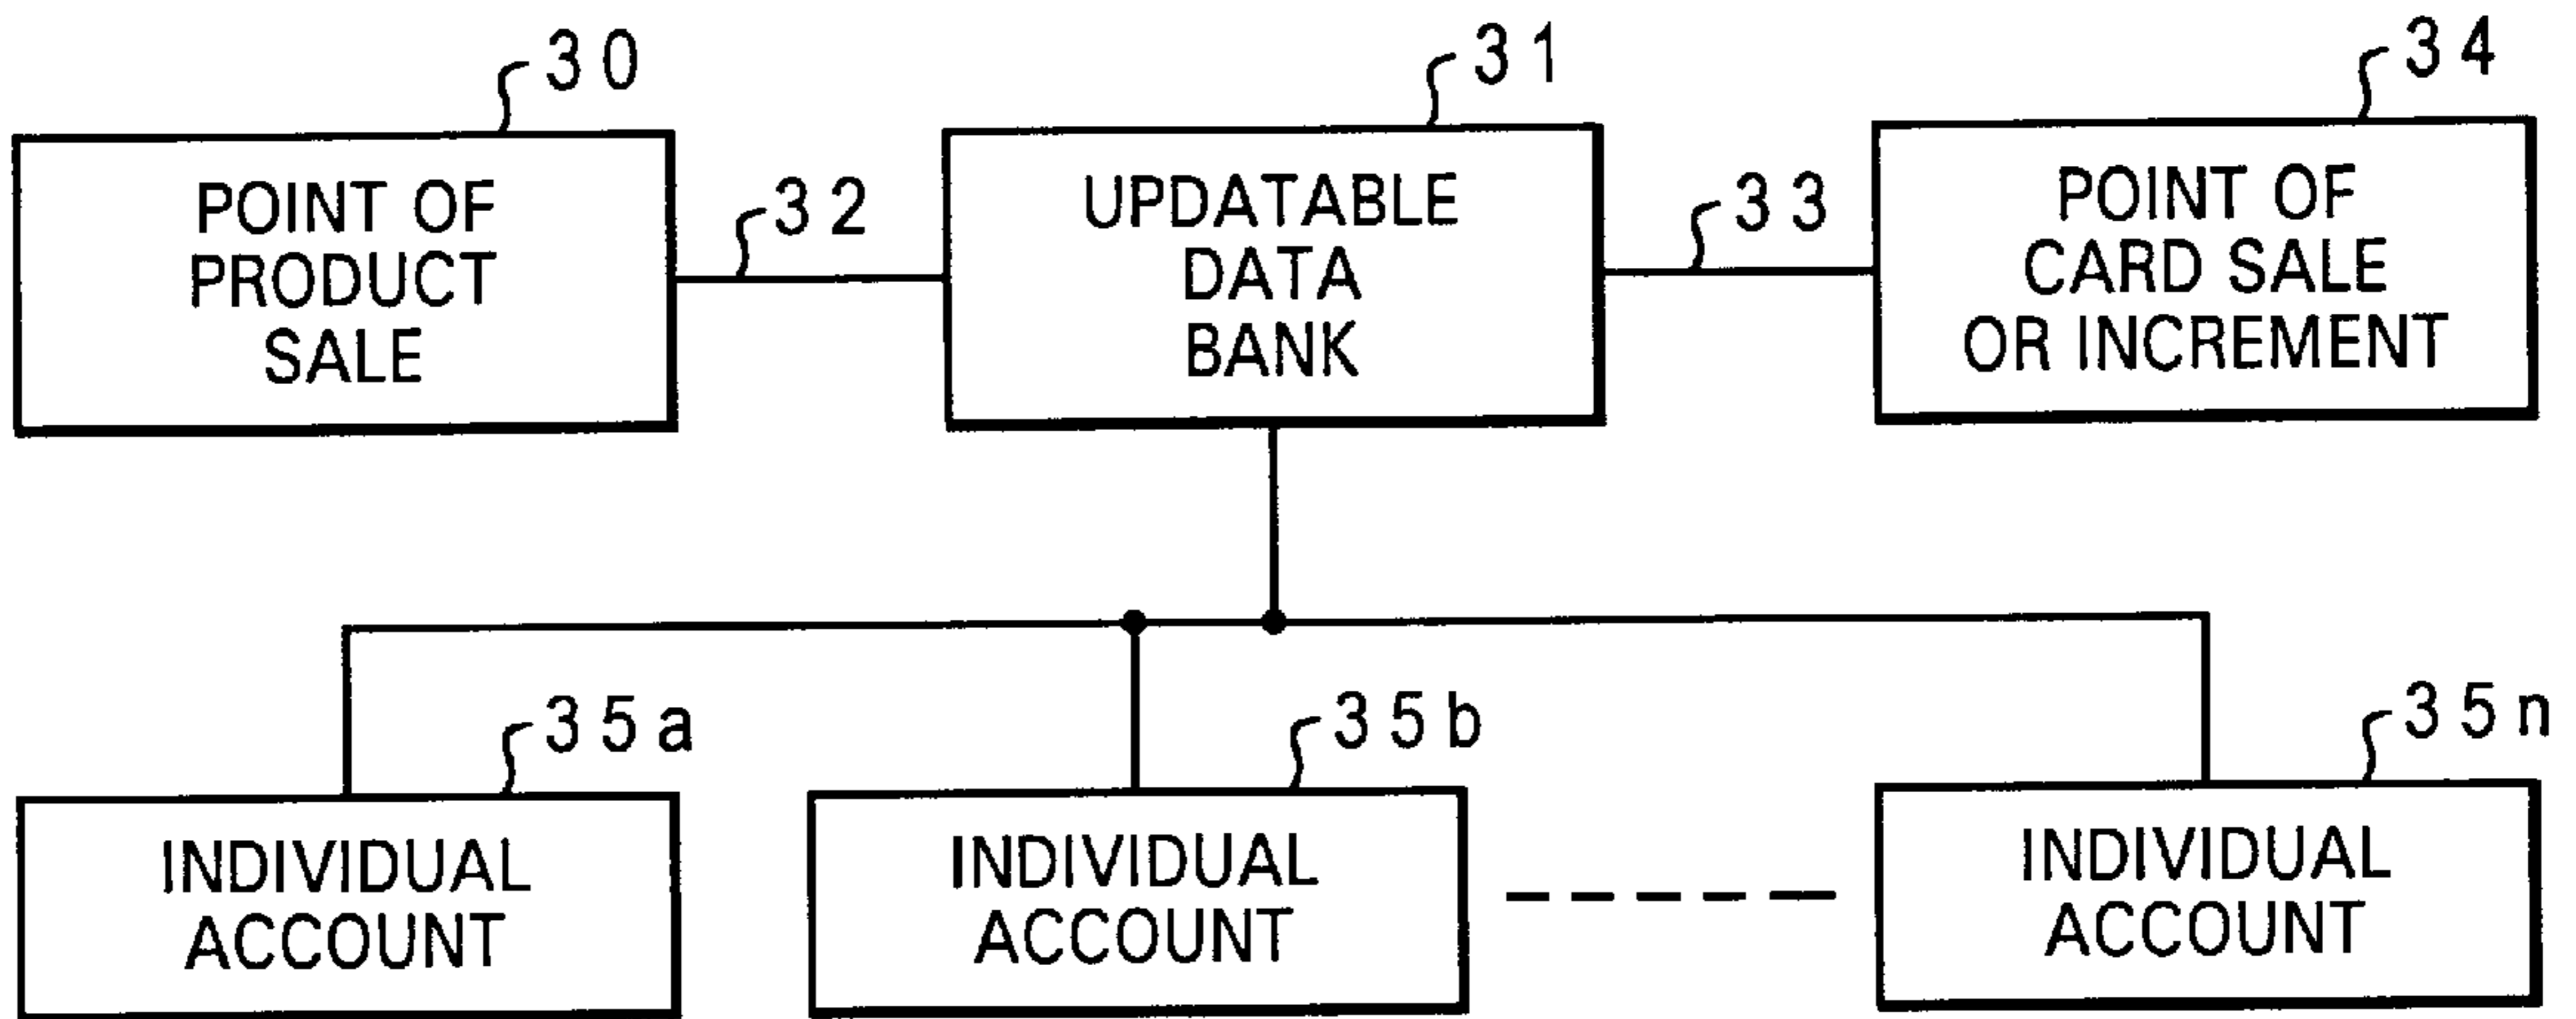 30
31
34
POINT OF
PRODUCT
SALE
32
UPDATABLE
DATA
BANK
33
POINT OF
CARD SALE
OR INCREMENT
35a
35b
35n
INDIVIDUAL
ACCOUNT
INDIVIDUAL
ACCOUNT
INDIVIDUAL
ACCOUNT